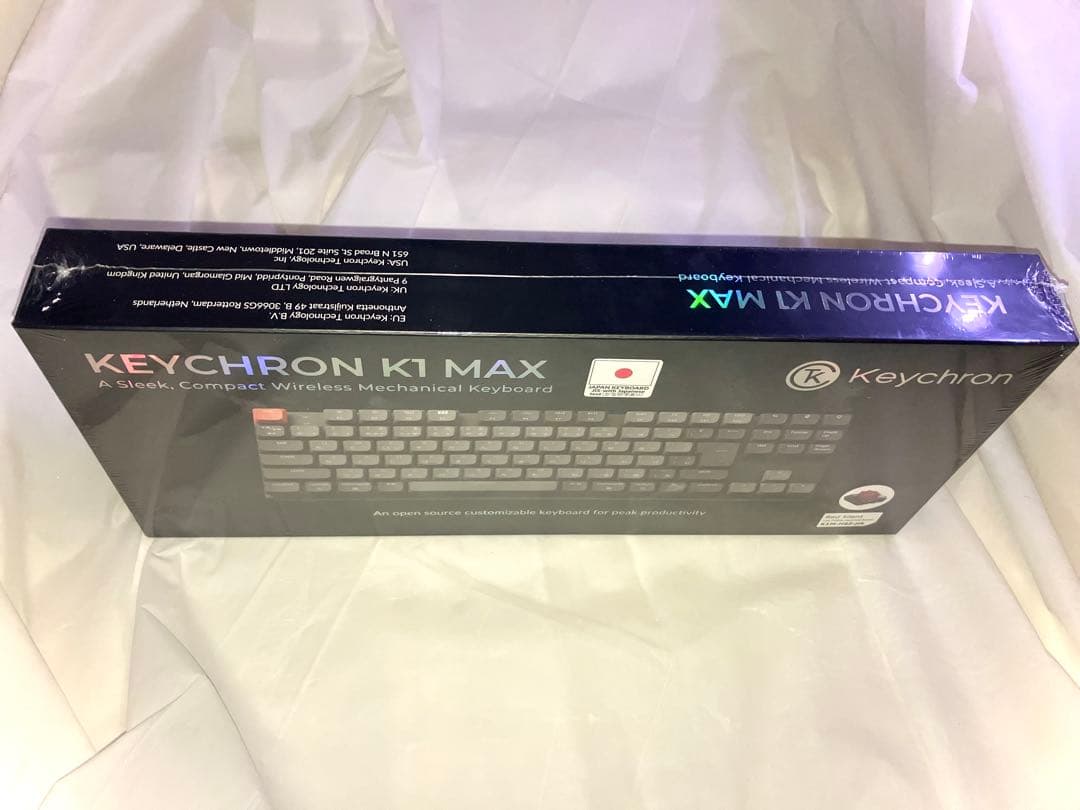 651 N Broad St, Suite 201, Middletown, New Castle, Delaware, USA
USA: Keychron Technology, Inc
9 Pantygraigwen Road, Pontypridd, Mid Glamorgan, United Kingdom
UK: Keychron Technology LTD
Anthonetta Kuijlstraat 49 B, 3066GS Rotterdam, Netherlands
EU: Keychron Technology B.V.
A Sleek, Compact Wireless Mechanical Keyboard
KEYCHRON K1 MAX
KEYCHRON K1 MAX
A Sleek, Compact Wireless Mechanical Keyboard
JAPAN KEYBOARD
JIS with Japanese
Keychron
An open source customizable keyboard for peak productivity